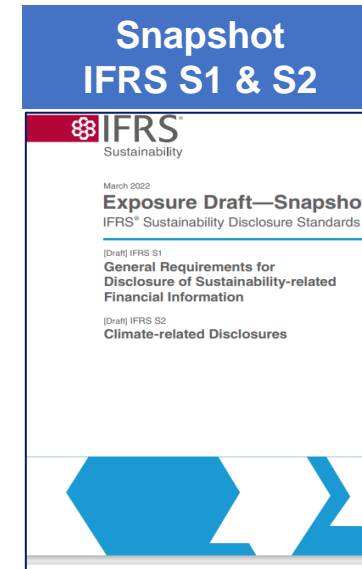 Snapshot
IFRS S1 & S2
IFRS®
Sustainability
March 2022
Exposure Draft—Snapshot
IFRS® Sustainability Disclosure Standards
[Draft] IFRS S1
General Requirements for
Disclosure of Sustainability-related
Financial Information
[Draft] IFRS S2
Climate-related Disclosures